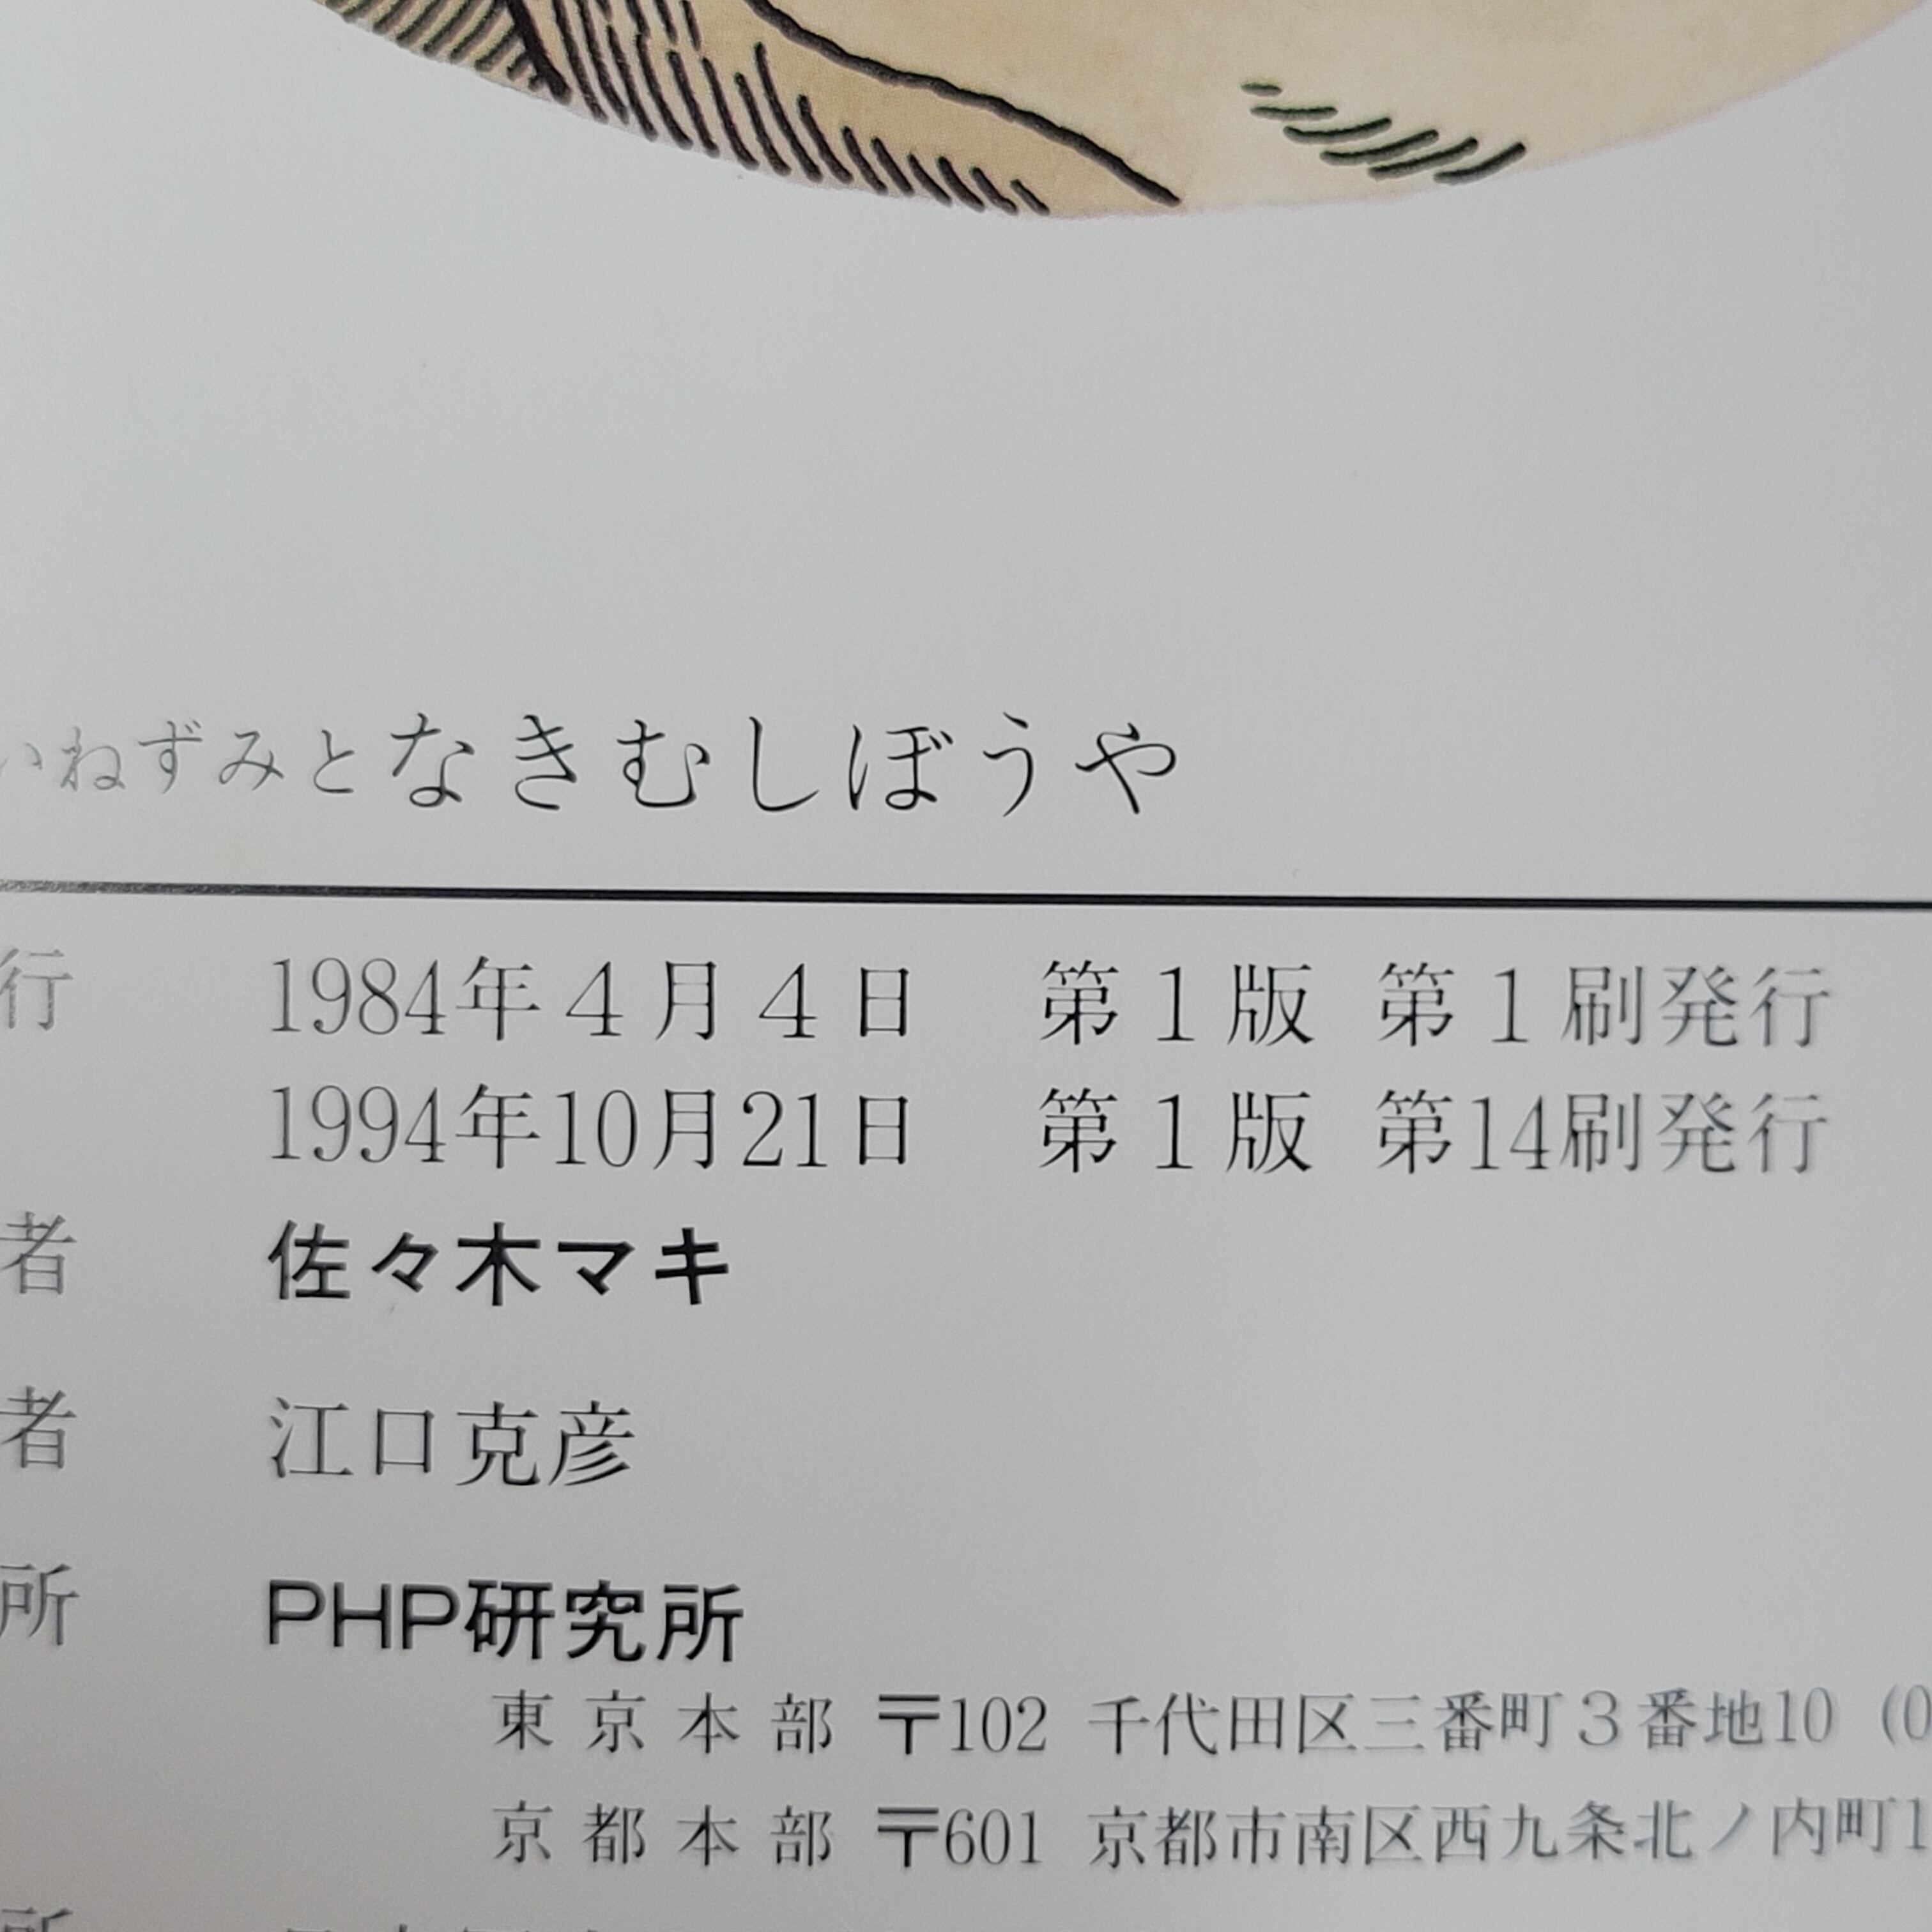 いねずみとなきむしぼうや
行 1984年4月4日 第1版 第1刷発行
1994年10月21日 第1版 第14刷発行
者 佐々木マキ
者 江口克彦
所 PHP研究所
東京本部 〒102 千代田区三番町3番地10 (0
京都本部 〒601 京都市南区西九条北ノ内町1
所